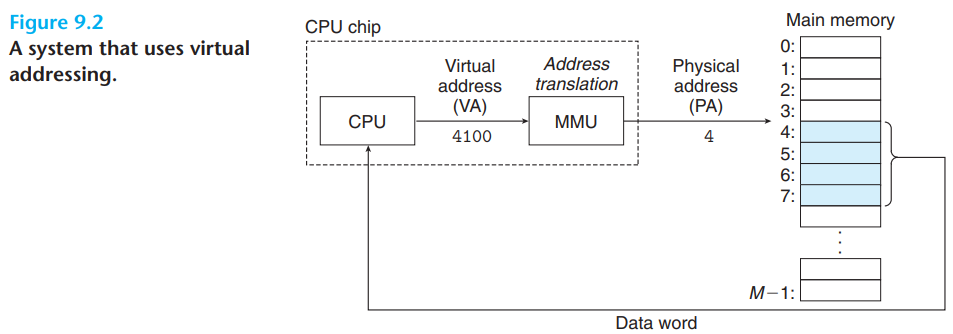 Figure 9.2
A system that uses virtual
addressing.
CPU chip
Main memory
Virtual
address
(VA)
Address
translation
Physical
address
(PA)
CPU
4100
MMU
4
0:
1:
2:
3:
4:
5:
6:
7:
M−1:
Data word